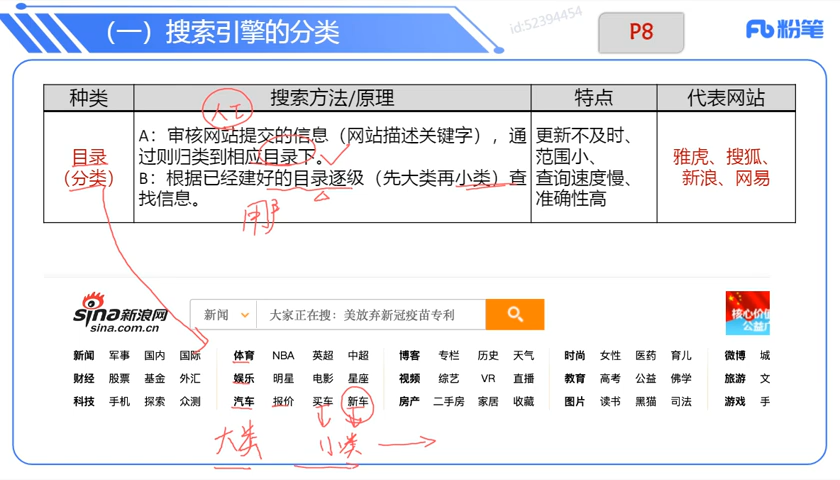 （一）搜索引擎的分类
id:52394454
P8
粉笔
种类 搜索方法/原理 特点 代表网站
人工
目录
（分类）
A：审核网站提交的信息（网站描述关键字），通
过则归类到相应目录下。
B：根据已经建好的目录逐级（先大类再小类）查
找信息。
更新不及时、
范围小、
查询速度慢、
准确性高
雅虎、搜狐、
新浪、网易
用户
sina新浪网
sina.com.cn
新闻 大家正在搜：美放弃新冠疫苗专利
核心价值
公益广
新闻 军事 国内 国际 体育 NBA 英超 中超 博客 专栏 历史 天气 时尚 女性 医药 育儿 微博 城
财经 股票 基金 外汇 娱乐 明星 电影 星座 视频 综艺 VR 直播 教育 高考 公益 佛学 旅游 文
科技 手机 探索 众测 汽车 报价 买车 新车 房产 二手房 家居 收藏 图片 读书 黑猫 司法 游戏 手
大类 小类